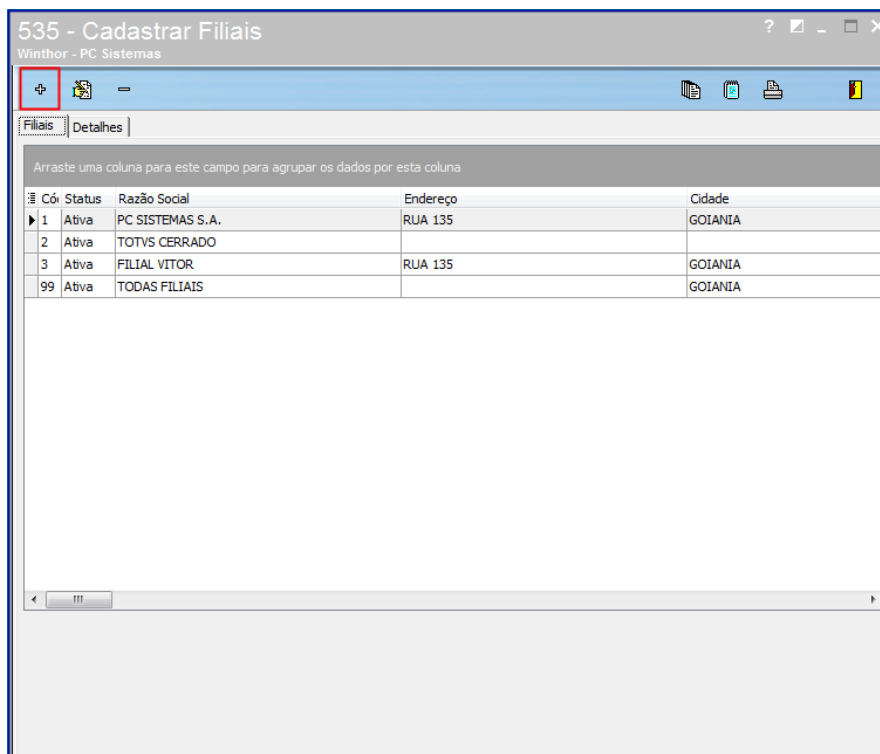 535 - Cadastrar Filiais
Winthor - PC Sistemas
Filiais Detalhes
Arraste uma coluna para este campo para agrupar os dados por esta coluna
Có Status Razão Social Endereço Cidade
1 Ativa PC SISTEMAS S.A. RUA 135 GOIANIA
2 Ativa TOTVS CERRADO
3 Ativa FILIAL VITOR RUA 135 GOIANIA
99 Ativa TODAS FILIAIS GOIANIA